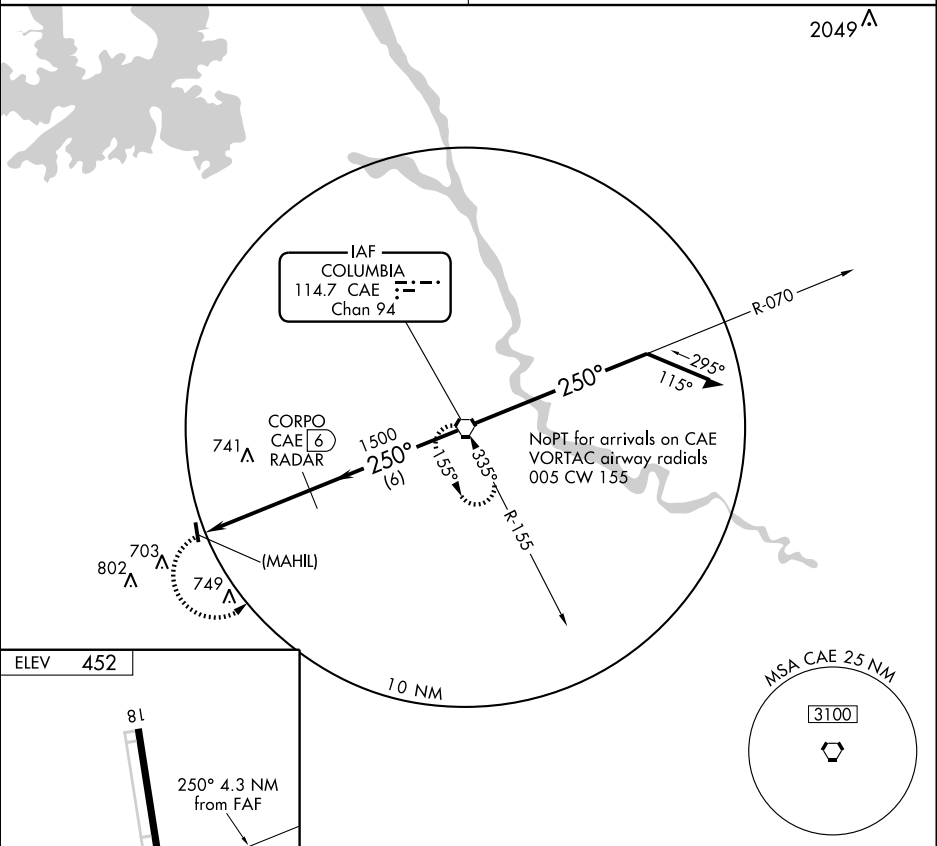 2049
IAF
COLUMBIA
114.7 CAE
Chan 94
R-070
295°
115°
250°
CORPO
CAE 6
RADAR
741
1500
250°
(6)
155°
335°
NoPT for arrivals on CAE
VORTAC airway radials
005 CW 155
R-155
(MAHIL)
703
802
749
10 NM
ELEV 452
18
250° 4.3 NM
from FAF
MSA CAE 25 NM
3100